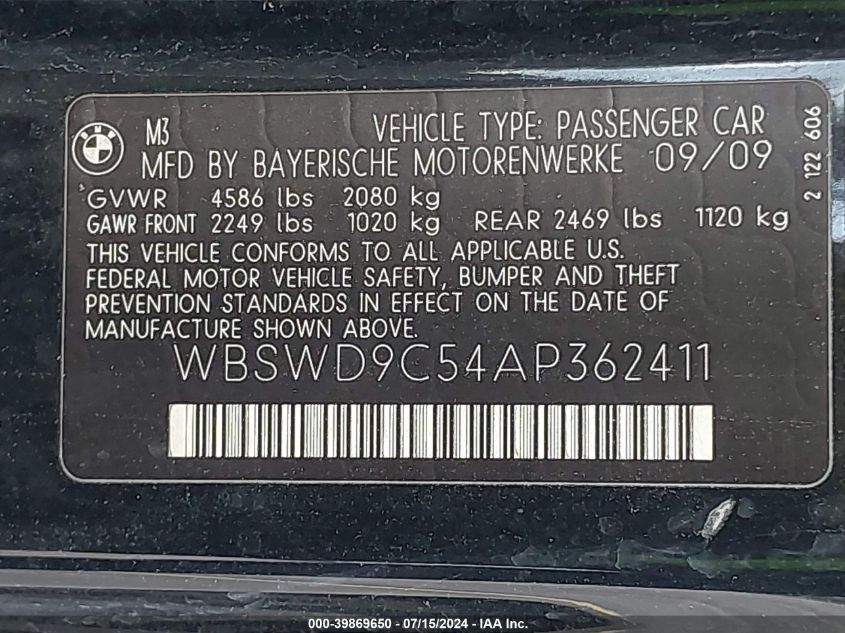 BMW
M3 VEHICLE TYPE: PASSENGER CAR
MFD BY BAYERISCHE MOTORENWERKE 09/09
GVWR 4586 lbs 2080 kg
GAWR FRONT 2249 lbs 1020 kg REAR 2469 lbs 1120 kg
THIS VEHICLE CONFORMS TO ALL APPLICABLE U.S.
FEDERAL MOTOR VEHICLE SAFETY, BUMPER AND THEFT
PREVENTION STANDARDS IN EFFECT ON THE DATE OF
MANUFACTURE SHOWN ABOVE.
WBSWD9C54AP362411
2 122 606
000-39869650 - 07/15/2024 - IAA Inc.